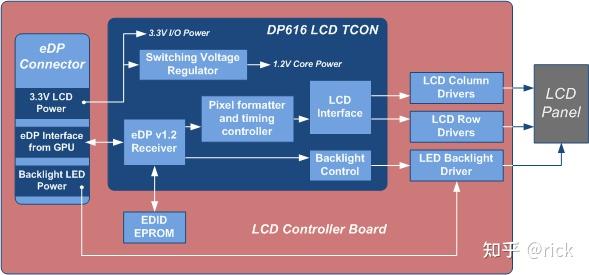 DP616 LCD TCON
eDP
Connector
3.3V LCD
Power
eDP Interface
from GPU
Backlight LED
Power
3.3V I/O Power
Switching Voltage
Regulator
1.2V Core Power
Pixel formatter
and timing
controller
LCD
Interface
eDP v1.2
Receiver
Backlight
Control
EDID
EPROM
LCD Column
Drivers
LCD Row
Drivers
LED Backlight
Driver
LCD
Panel
LCD Controller Board
知乎 @rick